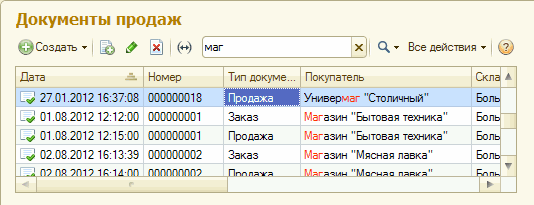 Документы продаж
Создать маг Все действия
Дата Номер Тип докуме... Покупатель Скла
27.01.2012 16:37:08 000000018 Продажа Универмаг "Столичный" Боль
01.08.2012 12:12:00 000000001 Заказ Магазин "Бытовая техника" Боль
01.08.2012 12:15:00 000000001 Продажа Магазин "Бытовая техника" Боль
02.08.2012 16:13:39 000000002 Заказ Магазин "Мясная лавка" Боль
02.08.2012 16:14:00 000000002 Продажа Магазин "Мясная лавка" Боль